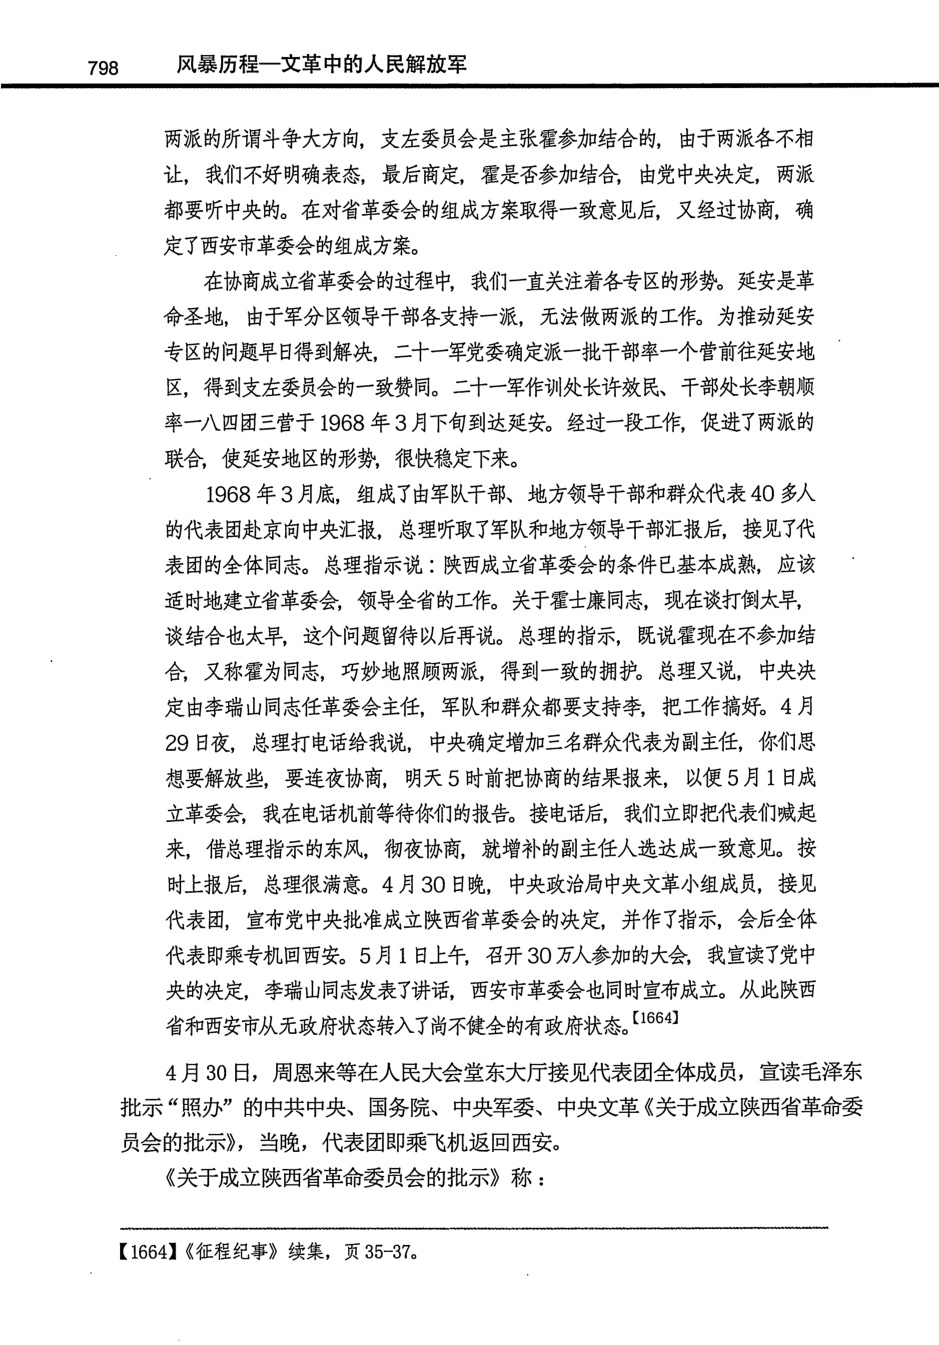 798 风暴历程—文革中的人民解放军
两派的所谓斗争大方向，支左委员会是主张霍参加结合的，由于两派各不相
让，我们不好明确表态，最后商定，霍是否参加结合，由党中央决定，两派
都要听中央的。在对省革委会的组成方案取得一致意见后，又经过协商，确
定了西安市革委会的组成方案。
在协商成立省革委会的过程中，我们一直关注着各专区的形势。延安是革
命圣地，由于军分区领导干部各支持一派，无法做两派的工作。为推动延安
专区的问题早日得到解决，二十一军党委确定派一批干部率一个营前往延安地
区，得到支左委员会的一致赞同。二十一军作训处长许效民、干部处长李朝顺
率一八四团三营于1968年3月下旬到达延安。经过一段工作，促进了两派的
联合，使延安地区的形势，很快稳定下来。
1968年3月底，组成了由军队干部、地方领导干部和群众代表40多人
的代表团赴京向中央汇报，总理听取了军队和地方领导干部汇报后，接见了代
表团的全体同志。总理指示说：陕西成立省革委会的条件已基本成熟，应该
适时地建立省革委会，领导全省的工作。关于霍士廉同志，现在谈打倒太早，
谈结合也太早，这个问题留待以后再说。总理的指示，既说霍现在不参加结
合，又称霍为同志，巧妙地照顾两派，得到一致的拥护。总理又说，中央决
定由李瑞山同志任革委会主任，军队和群众都要支持李，把工作搞好。4月
29日夜，总理打电话给我说，中央确定增加三名群众代表为副主任，你们思
想要解放些，要连夜协商，明天5时前把协商的结果报来，以便5月1日成
立革委会，我在电话机前等待你们的报告。接电话后，我们立即把代表们喊起
来，借总理指示的东风，彻夜协商，就增补的副主任人选达成一致意见。按
时上报后，总理很满意。4月30日晚，中央政治局中央文革小组成员，接见
代表团，宣布党中央批准成立陕西省革委会的决定，并作了指示，会后全体
代表即乘专机回西安。5月1日上午，召开30万人参加的大会，我宣读了党中
央的决定，李瑞山同志发表了讲话，西安市革委会也同时宣布成立。从此陕西
省和西安市从无政府状态转入了尚不健全的有政府状态。【1664】
4月30日，周恩来等在人民大会堂东大厅接见代表团全体成员，宣读毛泽东
批示“照办”的中共中央、国务院、中央军委、中央文革《关于成立陕西省革命委
员会的批示》，当晚，代表团即乘飞机返回西安。
《关于成立陕西省革命委员会的批示》称：
【1664】《征程纪事》续集，页35-37。